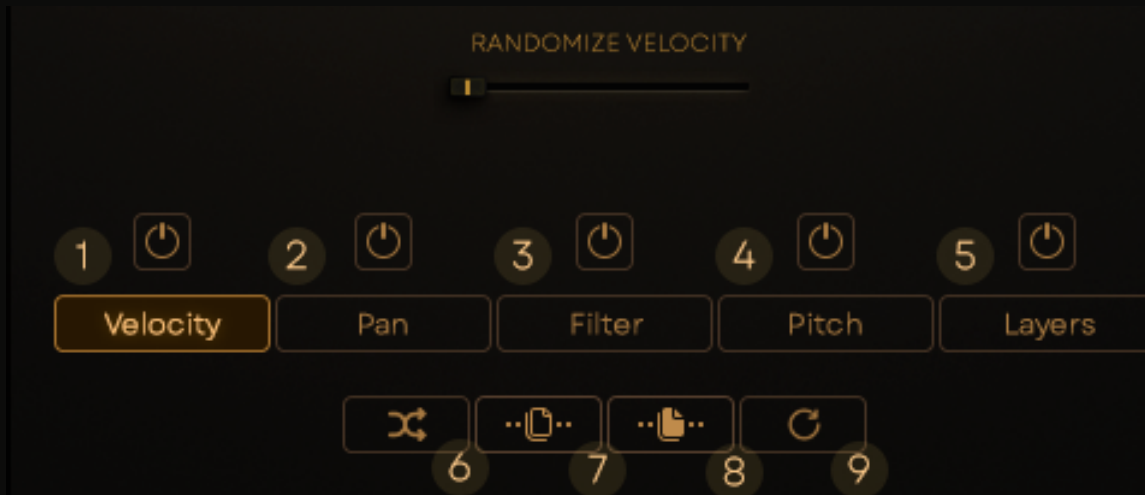 RANDOMIZE VELOCITY
1 2 3 4 5
Velocity Pan Filter Pitch Layers
6 7 8 9